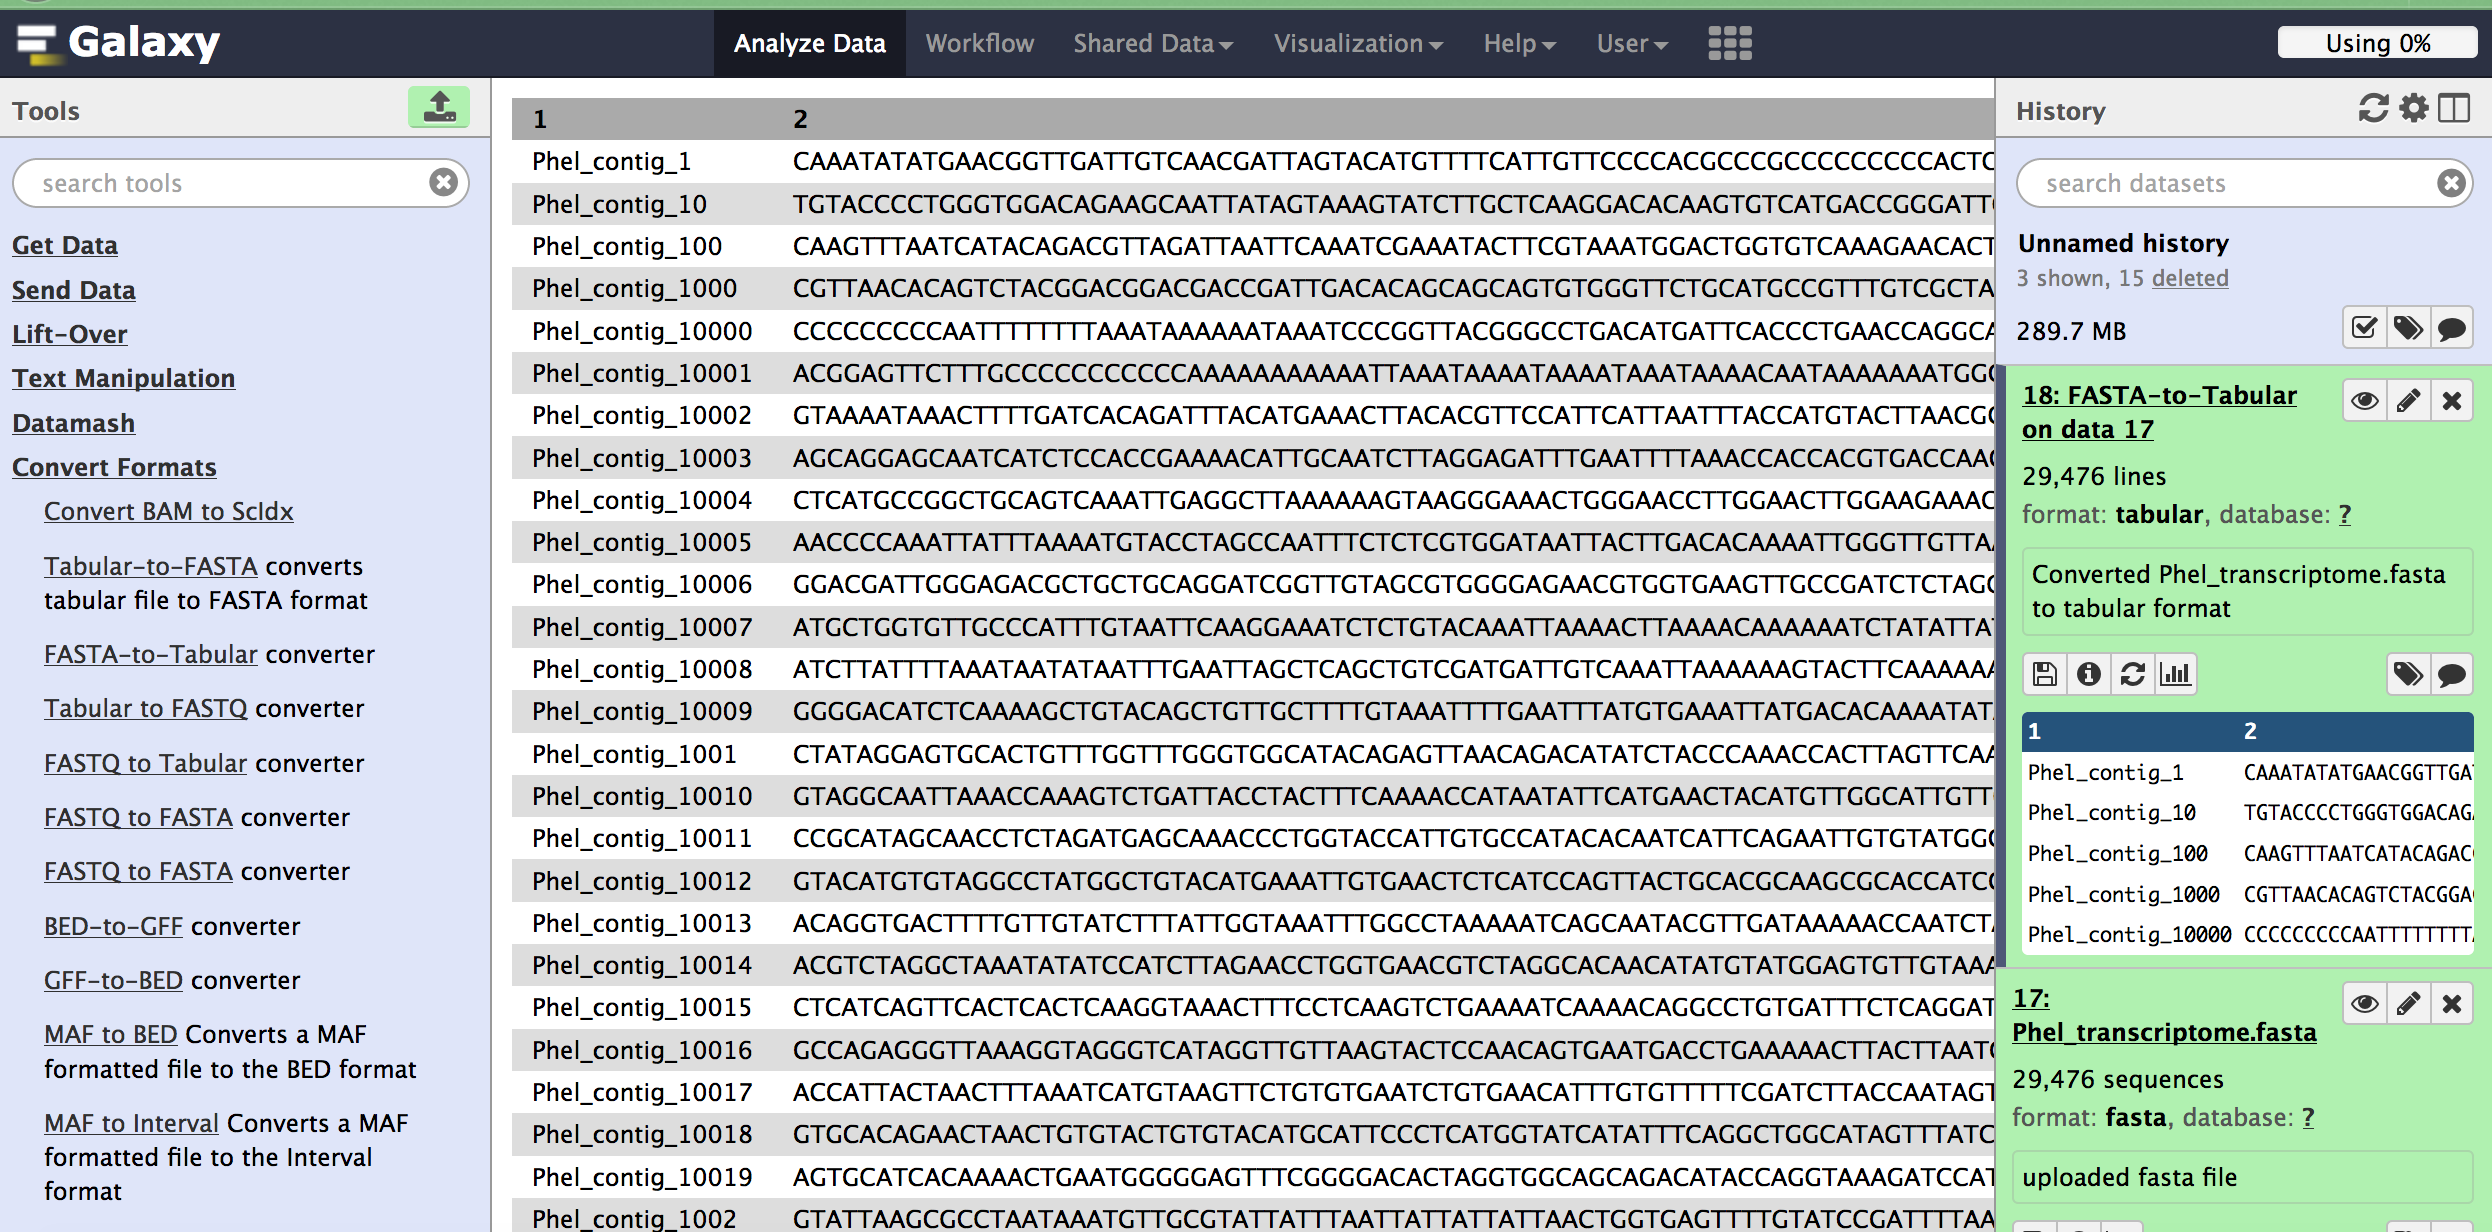 Galaxy
Analyze Data
Workflow
Shared Data
Visualization
Help
User
Using 0%
Tools
search tools
Get Data
Send Data
Lift-Over
Text Manipulation
Datamash
Convert Formats
Convert BAM to ScIdx
Tabular-to-FASTA converts
tabular file to FASTA format
FASTA-to-Tabular converter
Tabular to FASTQ converter
FASTQ to Tabular converter
FASTQ to FASTA converter
FASTQ to FASTA converter
BED-to-GFF converter
GFF-to-BED converter
MAF to BED Converts a MAF
formatted file to the BED format
MAF to Interval Converts a MAF
formatted file to the Interval
format
1 2
Phel_contig_1 CAAATATATGAACGGTTGATTGTCAACGATTAGTACATGTTTTCATTGTTCCCCACGCCCGCCCCCCCCCCACTC
Phel_contig_10 TGTACCCCTGGGTGGACAGAAGCAATTATAGTAAAGTATCTTGCTCAAGGACACAAGTGTCATGACCGGGATT
Phel_contig_100 CAAGTTTAATCATACAGACGTTAGATTAATTCAAATCGAAATACTTCGTAAATGGACTGGTGTCAAAGAACACT
Phel_contig_1000 CGTTAACACAGTCTACGGACGGACGACCGATTGACACAGCAGCAGTGTGGGTTCTGCATGCCGTTTGTCGCTA
Phel_contig_10000 CCCCCCCCCAATTTTTTTTAAATAAAAAATAAATCCCGGTTACGGGCCTGACATGATTCACCCTGAACCAGGCA
Phel_contig_10001 ACGGAGTTCTTTGCCCCCCCCCCCAAAAAAAAAAATTAAATAAAATAAAATAAATAAAACAATAAAAAAATGG
Phel_contig_10002 GTAAAATAAACTTTTGATCACAGATTTACATGAAACTTACACGTTCCATTCATTAATTTACCATGTACTTAACG
Phel_contig_10003 AGCAGGAGCAATCATCTCCACCGAAAACATTGCAATCTTAGGAGATTTGAATTTTAAACCACCACGTGACCAA
Phel_contig_10004 CTCATGCCGGCTGCAGTCAAATTGAGGCTTAAAAAAGTAAGGGAAACTGGGAACCTTGGAACTTGGAAGAAAC
Phel_contig_10005 AACCCCAAATTATTTAAAATGTACCTAGCCAATTTCTCTCGTGGATAATTACTTGACACAAAATTGGGTTGTTA
Phel_contig_10006 GGACGATTGGGAGACGCTGCTGCAGGATCGGTTGTAGCGTGGGGAGAACGTGGTGAAGTTGCCGATCTCTAG
Phel_contig_10007 ATGCTGGTGTTGCCCATTTGTAATTCAAGGAAATCTCTGTACAAATTAAAACTTAAAACAAAAAATCTATATTA
Phel_contig_10008 ATCTTATTTTAAATAATATAATTTGAATTAGCTCAGCTGTCGATGATTGTCAAATTAAAAAAGTACTTCAAAAAA
Phel_contig_10009 GGGGACATCTCAAAAGCTGTACAGCTGTTGCTTTTGTAAATTTTGAATTTATGTGAAATTATGACACAAAATAT
Phel_contig_1001 CTATAGGAGTGCACTGTTTGGTTTGGGTGGCATACAGAGTTAACAGACATATCTACCCAAACCACTTAGTTCAA
Phel_contig_10010 GTAGGCAATTAAACCAAAGTCTGATTACCTACTTTCAAAACCATAATATTCATGAACTACATGTTGGCATTGTT
Phel_contig_10011 CCGCATAGCAACCTCTAGATGAGCAAACCCTGGTACCATTGTGCCATACACAATCATTCAGAATTGTGTATGG
Phel_contig_10012 GTACATGTGTAGGCCTATGGCTGTACATGAAATTGTGAACTCTCATCCAGTTACTGCACGCAAGCGCACCATC
Phel_contig_10013 ACAGGTGACTTTTGTTGTATCTTTATTGGTAAATTTGGCCTAAAAATCAGCAATACGTTGATAAAAACCAATCT
Phel_contig_10014 ACGTCTAGGCTAAATATATCCATCTTAGAACCTGGTGAACGTCTAGGCACAACATATGTATGGAGTGTTGTAAA
Phel_contig_10015 CTCATCAGTTCACTCACTCAAGGTAAACTTTCCTCAAGTCTGAAAATCAAAACAGGCCTGTGATTTCTCAGGAT
Phel_contig_10016 GCCAGAGGGTTAAAGGTAGGGTCATAGGTTGTTAAGTACTCCAACAGTGAATGACCTGAAAAACTTACTTAAT
Phel_contig_10017 ACCATTACTAACTTTAAATCATGTAAGTTCTGTGTGAATCTGTGAACATTTGTGTTTTTCGATCTTACCAATAGT
Phel_contig_10018 GTGCACAGAACTAACTGTGTACTGTGTACATGCATTCCCTCATGGTATCATATTTCAGGCTGGCATAGTTTATC
Phel_contig_10019 AGTGCATCACAAAACTGAATGGGGGAGTTTCGGGGACACTAGGTGGCAGCAGACATACCAGGTAAAGATCCAT
Phel_contig_1002 GTATTAAGCGCCTAATAAATGTTGCGTATTATTTAATTATTATTATTAACTGGTGAGTTTTGTATCCGATTTTAA
History
search datasets
Unnamed history
3 shown, 15 deleted
289.7 MB
18: FASTA-to-Tabular
on data 17
29,476 lines
format: tabular, database: ?
Converted Phel_transcriptome.fasta
to tabular format
1 2
Phel_contig_1 CAAATATATGAACGGTTGA
Phel_contig_10 TGTACCCCTGGGTGGACAG
Phel_contig_100 CAAGTTTAATCATACAGAC
Phel_contig_1000 CGTTAACACAGTCTACGGA
Phel_contig_10000 CCCCCCCCCAATTTTTTTT
17:
Phel_transcriptome.fasta
29,476 sequences
format: fasta, database: ?
uploaded fasta file